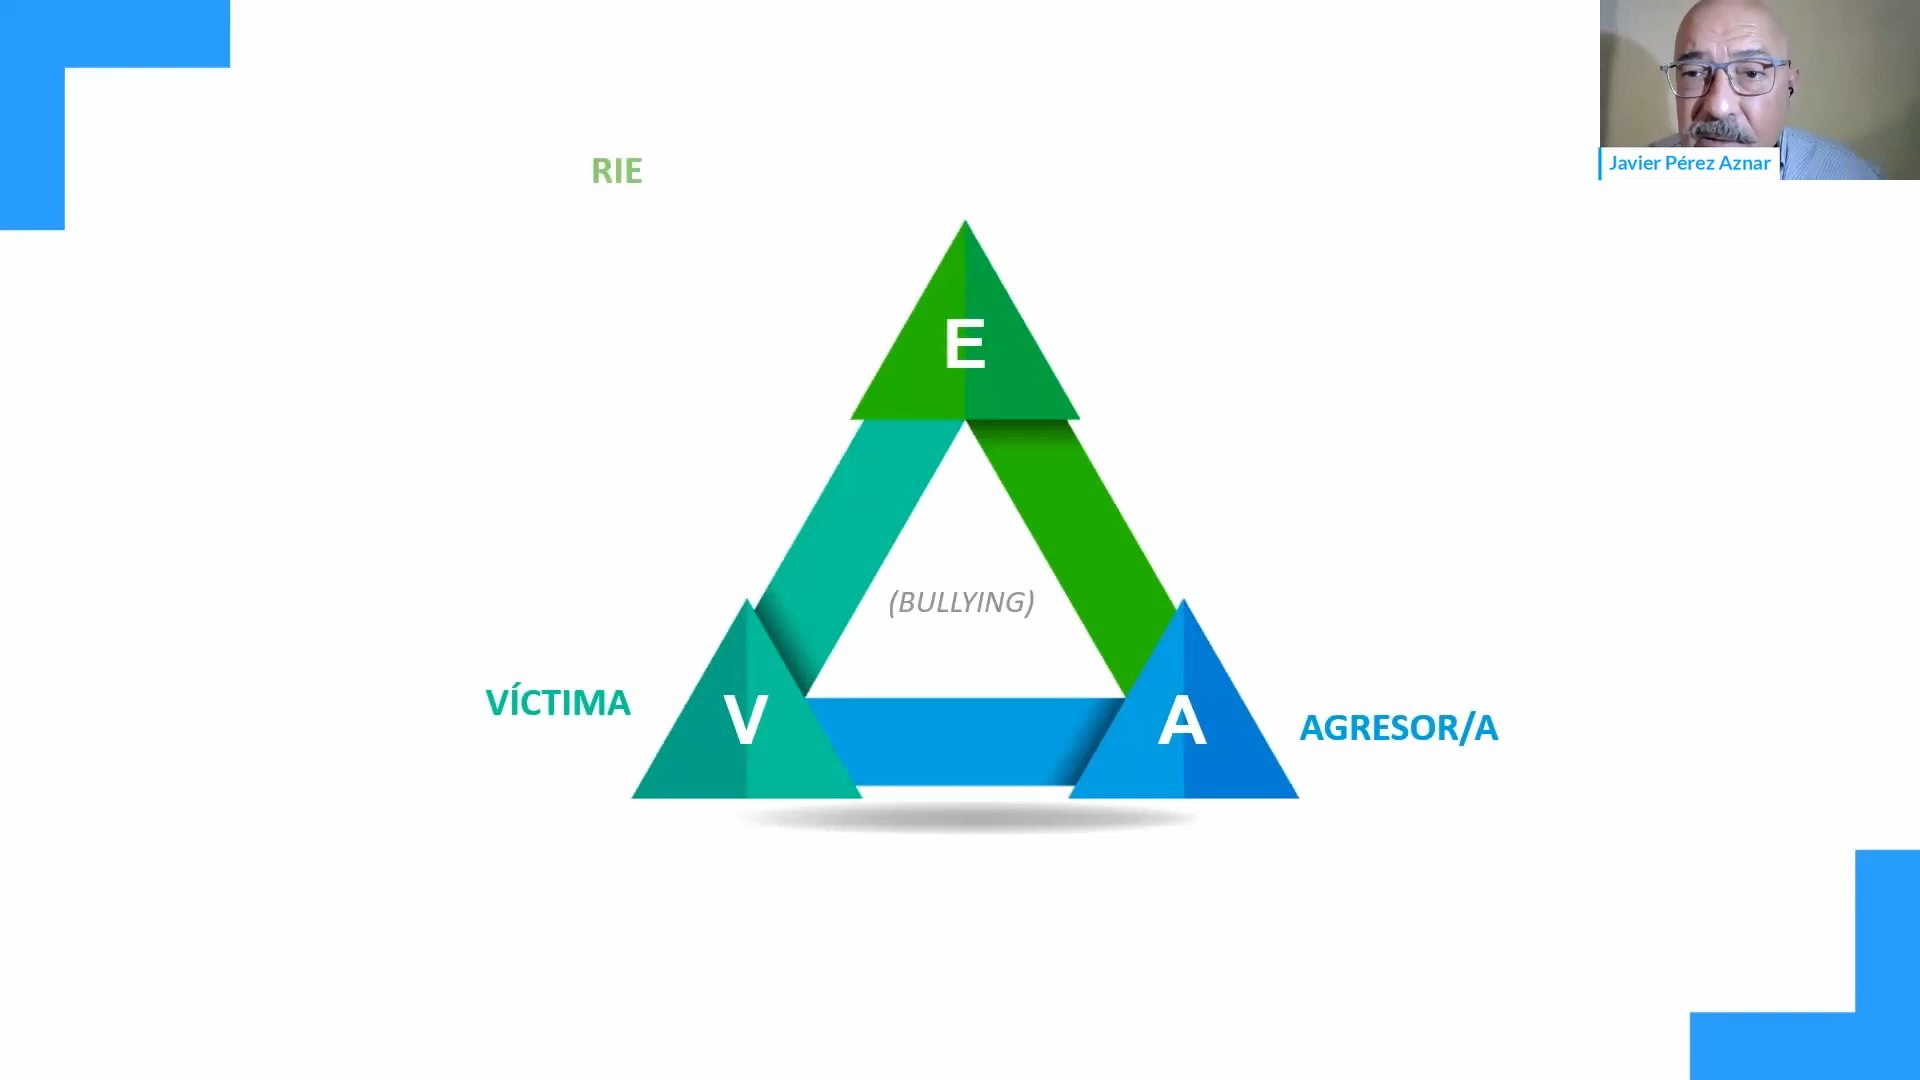 Javier Pérez Aznar
RIE
E
(BULLYING)
VÍCTIMA
V
A
AGRESOR/A